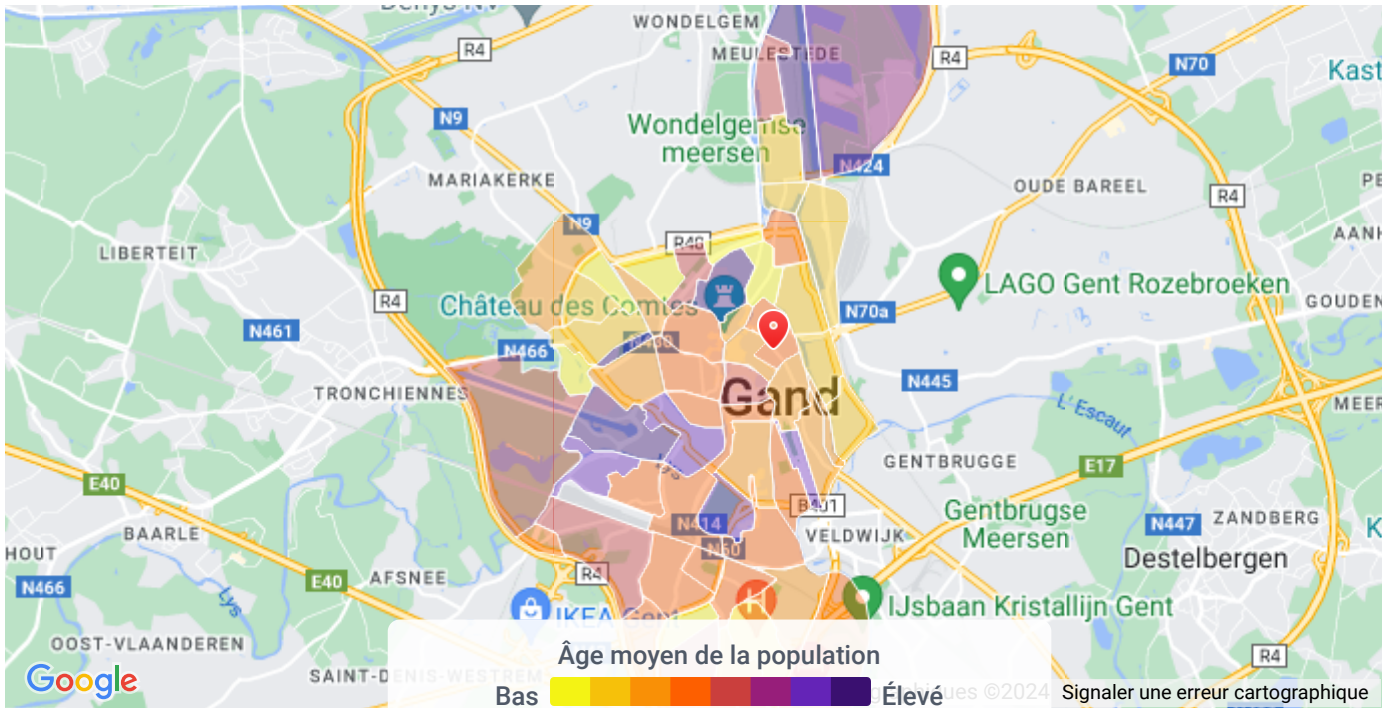 WONDELGEM
R4
MEULESTEDE
R4
N70
Kast
N9
Wondelgemse
meersen
N424
MARIAKERKE
OUDE BAREEL
R4
N9
R40
LIBERTEIT
LAGO Gent Rozebroeken
GOUDEN
R4
Château des Comtes
N70a
N461
N466
TRONCHIENNES
N445
Gand
L'Escaut
MEER
GENTBRUGGE
E17
E40
Lys
B401
Gentbrugse
Meersen
N447
ZANDBERG
BAARLE
N414
VELDWIJK
HOUT
N60
Destelbergen
R4
N466
E40
AFSNEE
Lys
IKEA Gent
H
IJsbaan Kristallijn Gent
OOST-VLAANDEREN
Âge moyen de la population
R4
Google
SAINT-DENIS-WESTREM
Bas
Élevé
©2024
Signaler une erreur cartographique